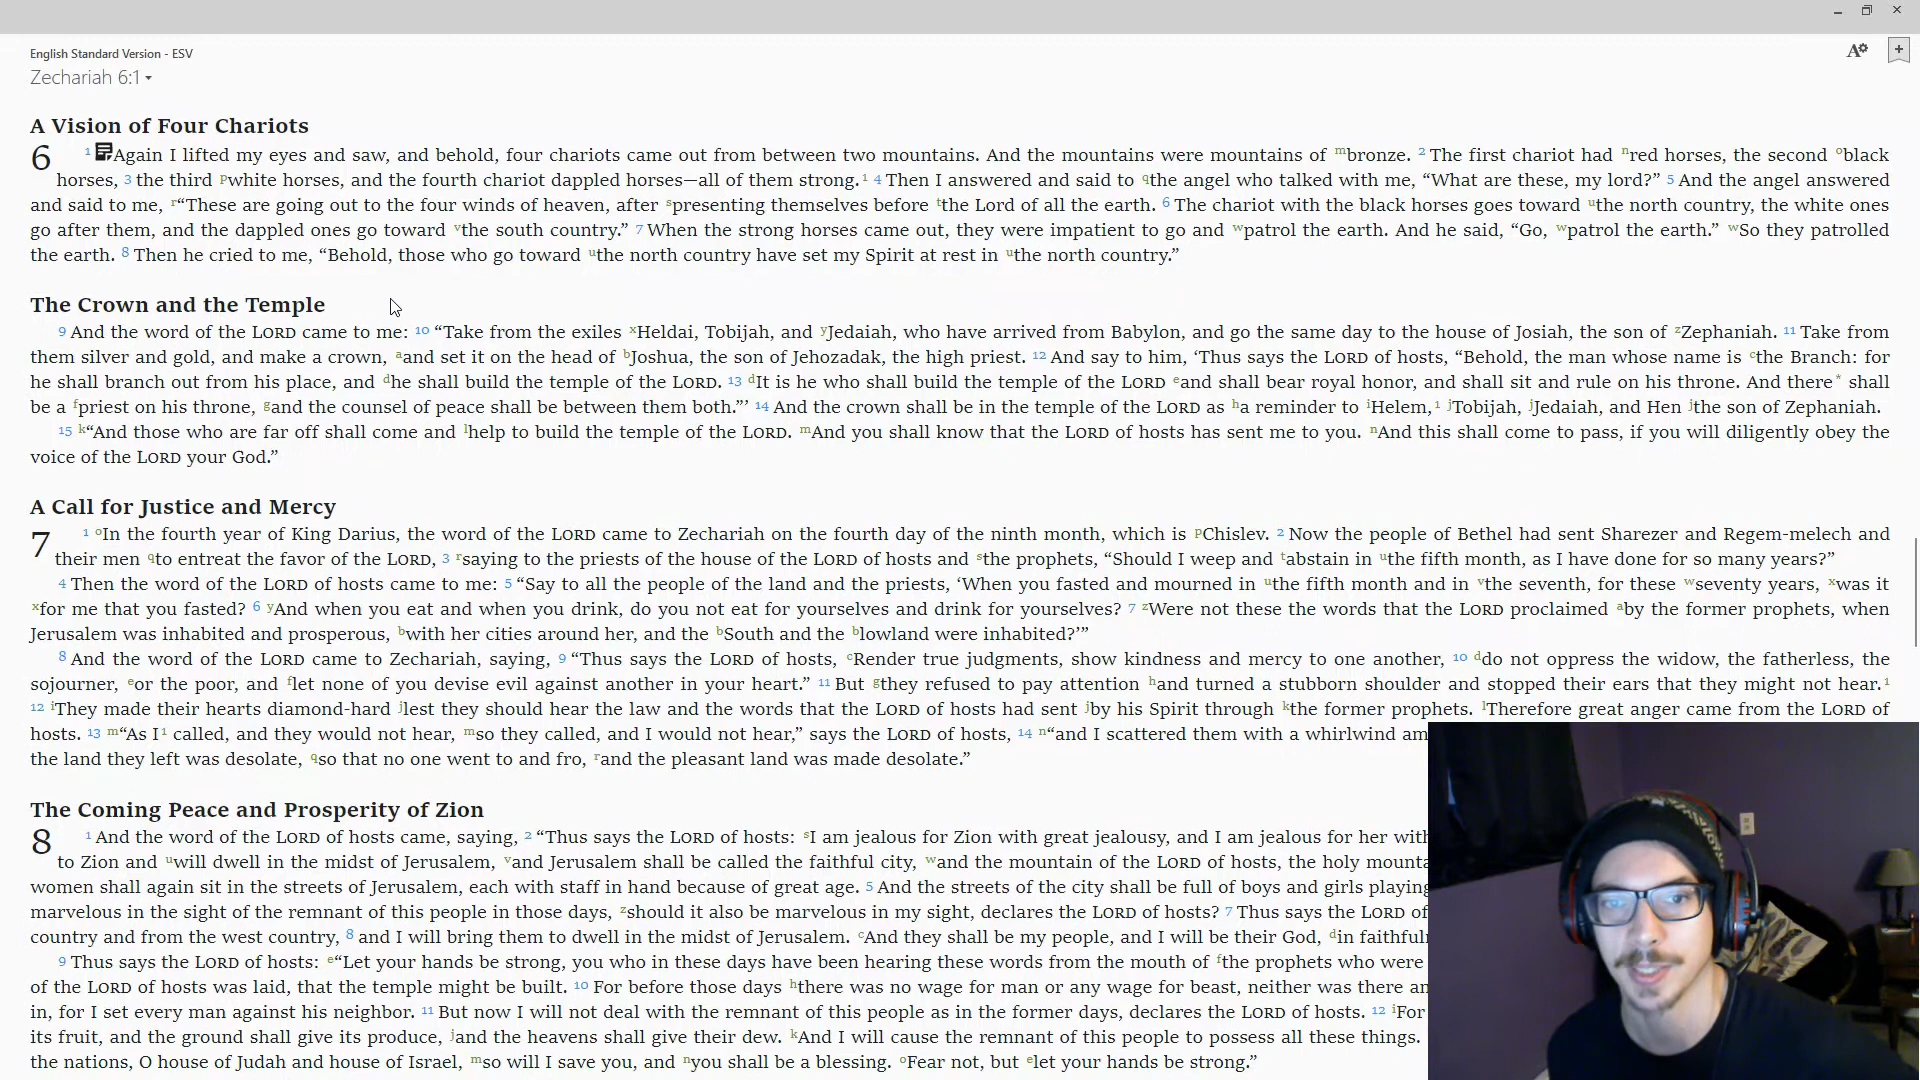 English Standard Version - ESV
Zechariah 6:1
A Vision of Four Chariots
6 1 Again I lifted my eyes and saw, and behold, four chariots came out from between two mountains. And the mountains were mountains of mbronze. 2 The first chariot had nred horses, the second oblack
horses, 3 the third pwhite horses, and the fourth chariot dappled horses—all of them strong.1 4 Then I answered and said to qthe angel who talked with me, “What are these, my lord?” 5 And the angel answered
and said to me, r“These are going out to the four winds of heaven, after spresenting themselves before tthe Lord of all the earth. 6 The chariot with the black horses goes toward uthe north country, the white ones
go after them, and the dappled ones go toward vthe south country.” 7 When the strong horses came out, they were impatient to go and wpatrol the earth. And he said, “Go, wpatrol the earth.” wSo they patrolled
the earth. 8 Then he cried to me, “Behold, those who go toward uthe north country have set my Spirit at rest in uthe north country.”
The Crown and the Temple
9 And the word of the LORD came to me: 10 “Take from the exiles xHeldai, Tobijah, and yJedaiah, who have arrived from Babylon, and go the same day to the house of Josiah, the son of zZephaniah. 11 Take from
them silver and gold, and make a crown, aand set it on the head of bJoshua, the son of Jehozadak, the high priest. 12 And say to him, ‘Thus says the LORD of hosts, “Behold, the man whose name is cthe Branch: for
he shall branch out from his place, and dhe shall build the temple of the LORD. 13 dIt is he who shall build the temple of the LORD eand shall bear royal honor, and shall sit and rule on his throne. And there* shall
be a fpriest on his throne, gand the counsel of peace shall be between them both.”’ 14 And the crown shall be in the temple of the LORD as ha reminder to iHelem,1 jTobijah, jJedaiah, and Hen jthe son of Zephaniah.
15 k“And those who are far off shall come and lhelp to build the temple of the LORD. mAnd you shall know that the LORD of hosts has sent me to you. nAnd this shall come to pass, if you will diligently obey the
voice of the LORD your God.”
A Call for Justice and Mercy
7 1 oIn the fourth year of King Darius, the word of the LORD came to Zechariah on the fourth day of the ninth month, which is pChislev. 2 Now the people of Bethel had sent Sharezer and Regem-melech and
their men qto entreat the favor of the LORD, 3 rsaying to the priests of the house of the LORD of hosts and sthe prophets, “Should I weep and tabstain in uthe fifth month, as I have done for so many years?”
4 Then the word of the LORD of hosts came to me: 5 “Say to all the people of the land and the priests, ‘When you fasted and mourned in uthe fifth month and in vthe seventh, for these wseventy years, xwas it
xfor me that you fasted? 6 yAnd when you eat and when you drink, do you not eat for yourselves and drink for yourselves? 7 zWere not these the words that the LORD proclaimed aby the former prophets, when
Jerusalem was inhabited and prosperous, bwith her cities around her, and the bSouth and the blowland were inhabited?’”
8 And the word of the LORD came to Zechariah, saying, 9 “Thus says the LORD of hosts, cRender true judgments, show kindness and mercy to one another, 10 ddo not oppress the widow, the fatherless, the
sojourner, eor the poor, and flet none of you devise evil against another in your heart.” 11 But gthey refused to pay attention hand turned a stubborn shoulder and stopped their ears that they might not hear.1
12 iThey made their hearts diamond-hard jlest they should hear the law and the words that the LORD of hosts had sent jby his Spirit through kthe former prophets. lTherefore great anger came from the LORD of
hosts. 13 m“As I1 called, and they would not hear, mso they called, and I would not hear,” says the LORD of hosts, 14 n“and I scattered them with a whirlwind am
the land they left was desolate, qso that no one went to and fro, rand the pleasant land was made desolate.”
The Coming Peace and Prosperity of Zion
8 1 And the word of the LORD of hosts came, saying, 2 “Thus says the LORD of hosts: sI am jealous for Zion with great jealousy, and I am jealous for her with
to Zion and uwill dwell in the midst of Jerusalem, vand Jerusalem shall be called the faithful city, wand the mountain of the LORD of hosts, the holy mounta
women shall again sit in the streets of Jerusalem, each with staff in hand because of great age. 5 And the streets of the city shall be full of boys and girls playing
marvelous in the sight of the remnant of this people in those days, zshould it also be marvelous in my sight, declares the LORD of hosts? 7 Thus says the LORD of
country and from the west country, 8 and I will bring them to dwell in the midst of Jerusalem. cAnd they shall be my people, and I will be their God, din faithful
9 Thus says the LORD of hosts: e“Let your hands be strong, you who in these days have been hearing these words from the mouth of fthe prophets who were
of the LORD of hosts was laid, that the temple might be built. 10 For before those days hthere was no wage for man or any wage for beast, neither was there an
in, for I set every man against his neighbor. 11 But now I will not deal with the remnant of this people as in the former days, declares the LORD of hosts. 12 iFor
its fruit, and the ground shall give its produce, jand the heavens shall give their dew. kAnd I will cause the remnant of this people to possess all these things.
the nations, O house of Judah and house of Israel, mso will I save you, and nyou shall be a blessing. oFear not, but elet your hands be strong.”